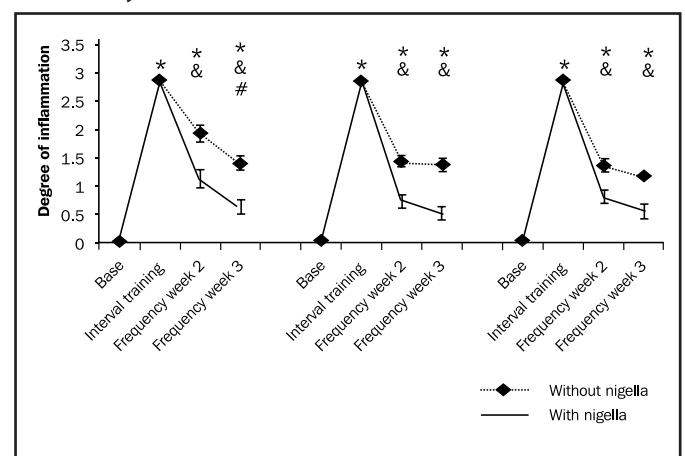 Degree of inflammation
3.5
3
2.5
2
1.5
1
0.5
0
*
*
&
*
&
#
*
*
&
*
&
*
*
&
*
&
Base
Interval training
Frequency week 2
Frequency week 3
Base
Interval training
Frequency week 2
Frequency week 3
Base
Interval training
Frequency week 2
Frequency week 3
Without nigella
With nigella